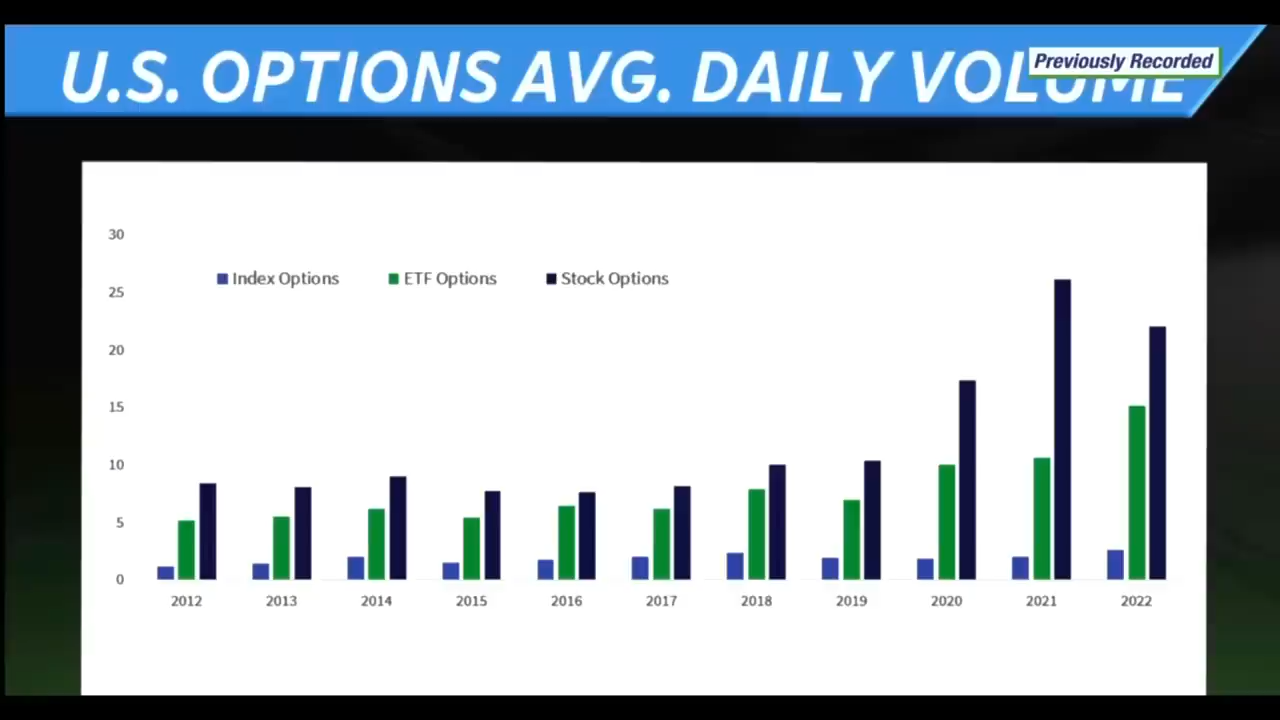 U.S. OPTIONS AVG. DAILY VOLUME
Previously Recorded
30
Index Options ETF Options Stock Options
25
20
15
10
5
0
2012 2013 2014 2015 2016 2017 2018 2019 2020 2021 2022